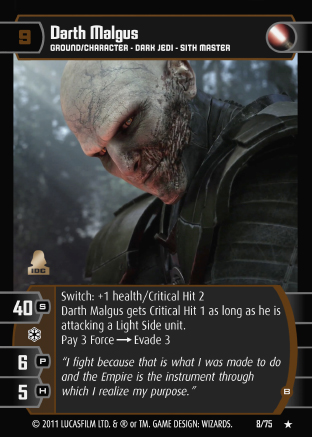 9
Darth Malgus
GROUND/CHARACTER - DARK JEDI - SITH MASTER
IDC
40 S
6 P
5 H
Switch: +1 health/Critical Hit 2
Darth Malgus gets Critical Hit 1 as long as he is
attacking a Light Side unit.
Pay 3 Force → Evade 3
“I fight because that is what I was made to do
and the Empire is the instrument through
which I realize my purpose.”
B
© 2011 LUCASFILM LTD. & ® or TM. GAME DESIGN: WIZARDS.
8/75